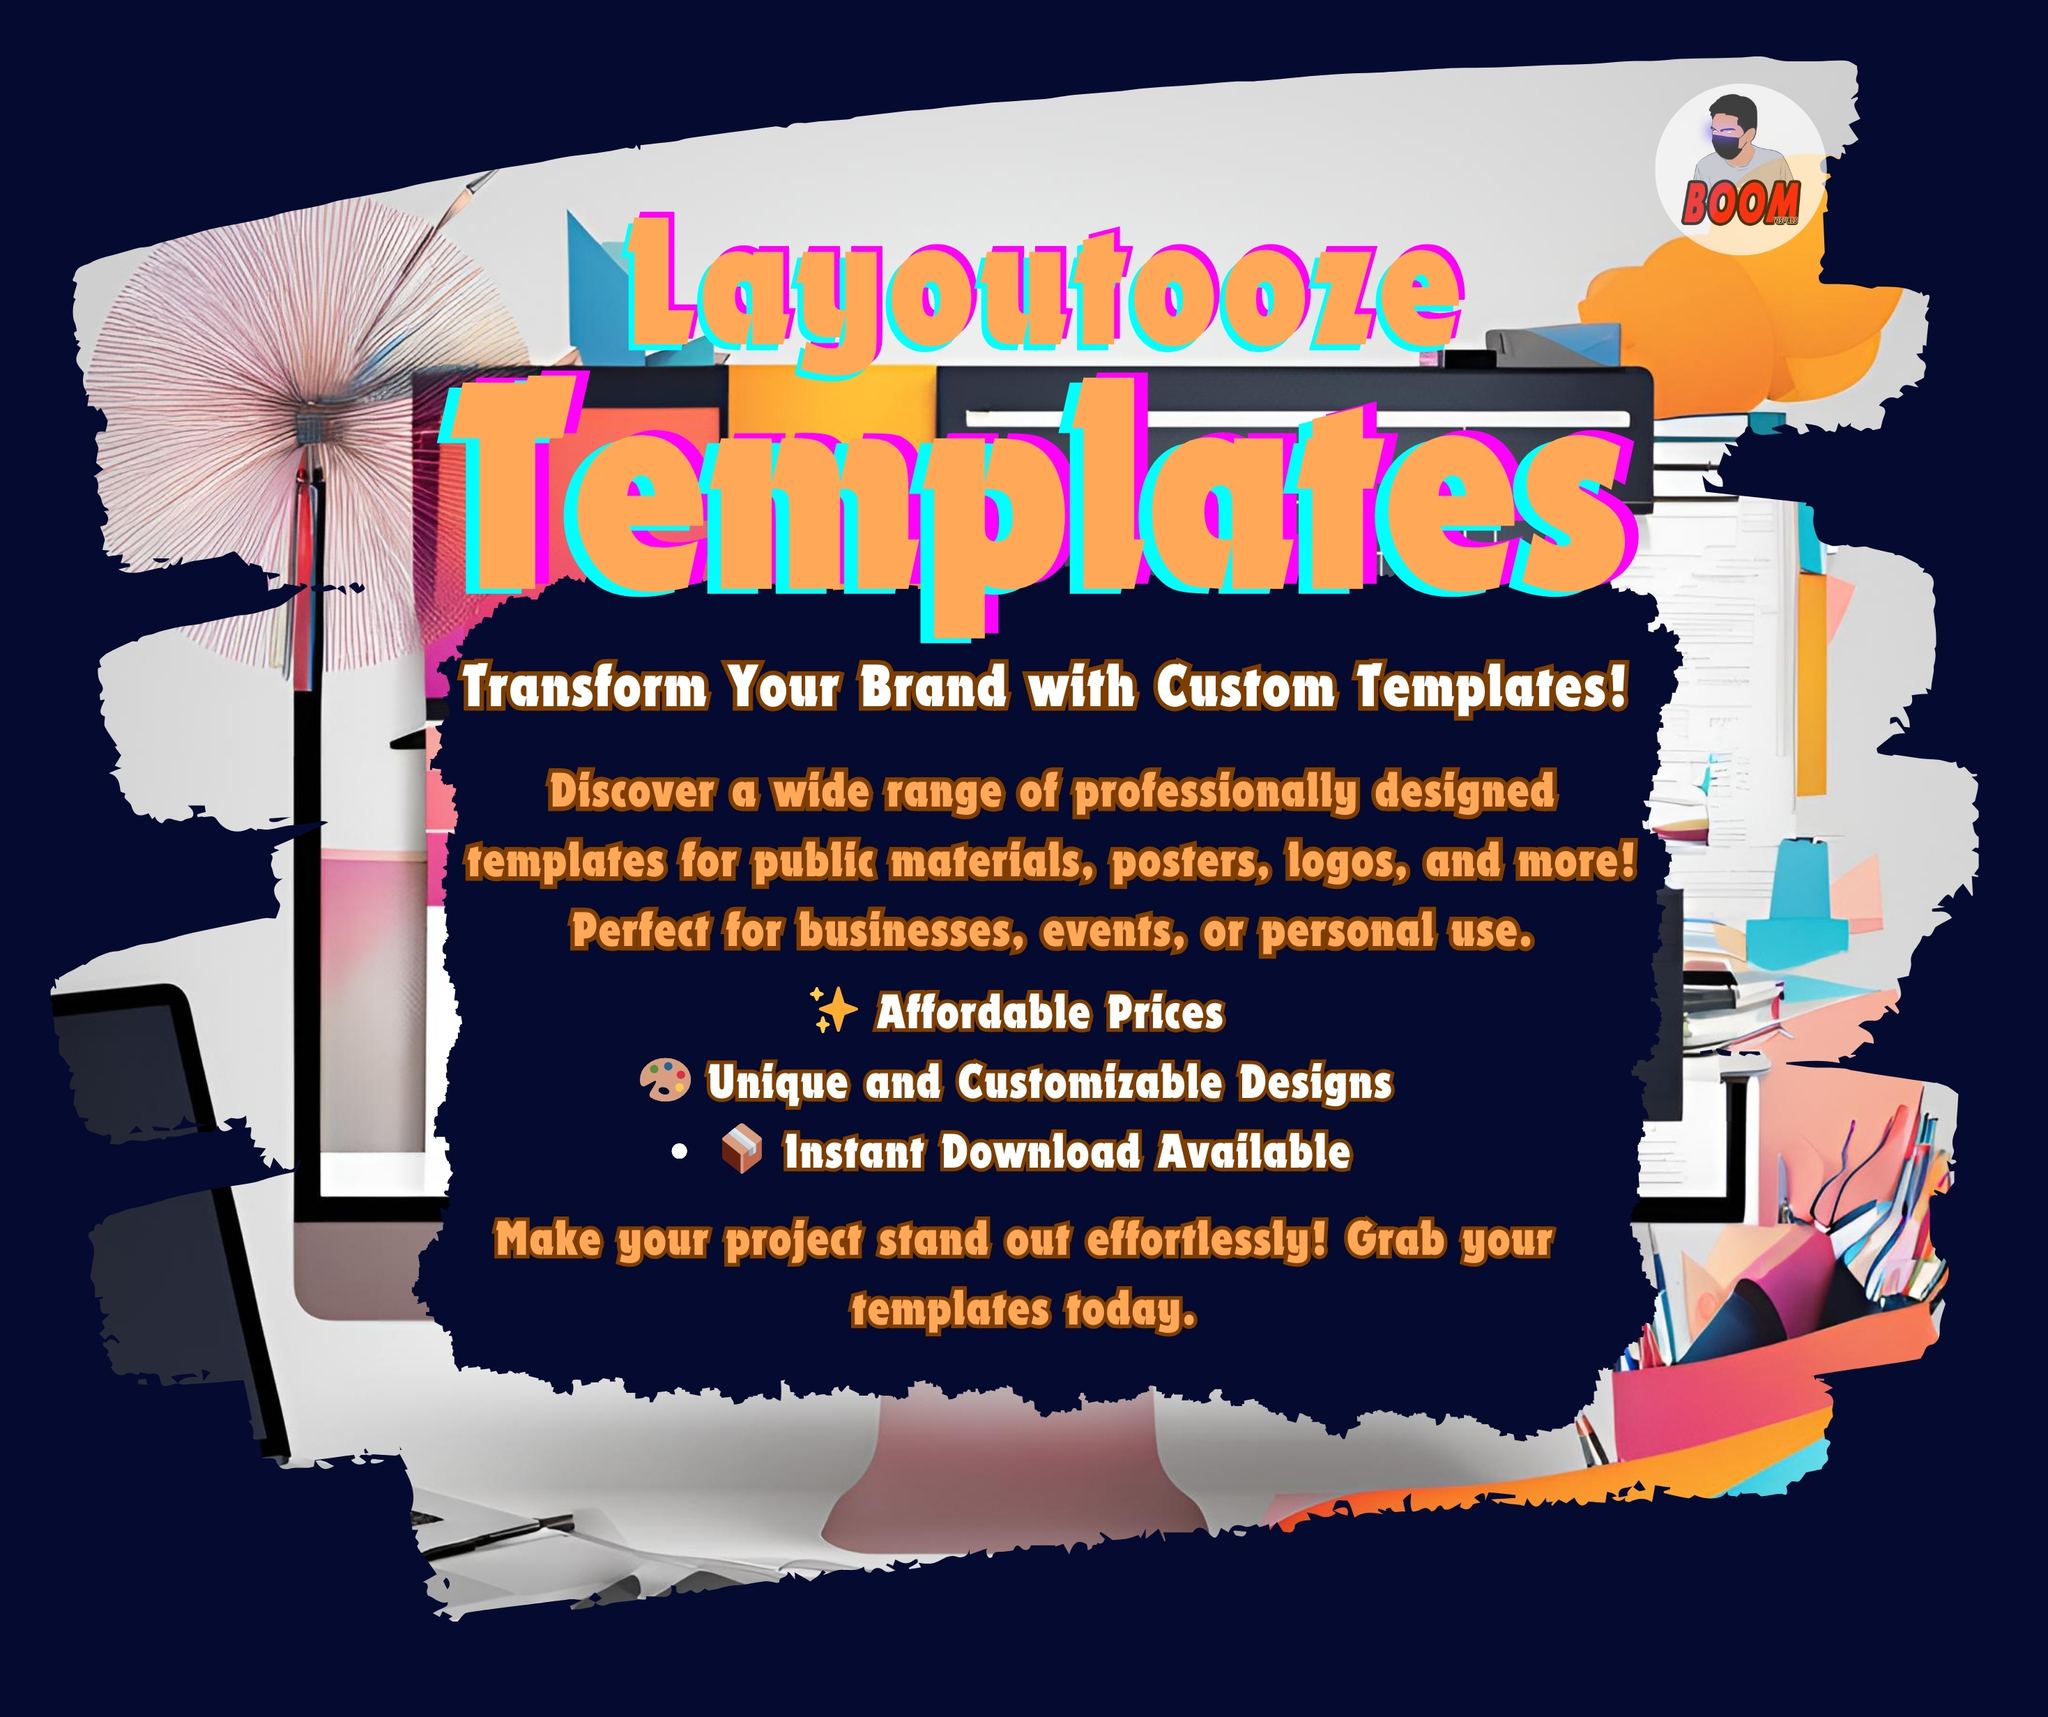 BOOM
VISUALS
Layoutooze
Templates
Transform Your Brand with Custom Templates!
Discover a wide range of professionally designed
templates for public materials, posters, logos, and more!
Perfect for businesses, events, or personal use.
✨ Affordable Prices
🎨 Unique and Customizable Designs
• 📦 Instant Download Available
Make your project stand out effortlessly! Grab your
templates today.